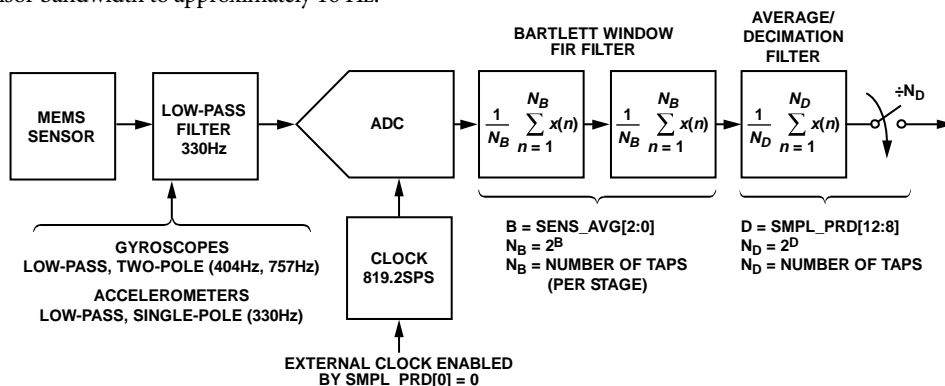 nsor bandwidth to approximately 16 Hz.
BARTLETT WINDOW
FIR FILTER
AVERAGE/
DECIMATION
FILTER
MEMS
SENSOR
LOW-PASS
FILTER
330Hz
ADC
1
N_B
N_B
∑ x(n)
n = 1
1
N_B
N_B
∑ x(n)
n = 1
1
N_D
N_D
∑ x(n)
n = 1
÷N_D
GYROSCOPES
LOW-PASS, TWO-POLE (404Hz, 757Hz)
ACCELEROMETERS
LOW-PASS, SINGLE-POLE (330Hz)
CLOCK
819.2SPS
EXTERNAL CLOCK ENABLED
BY SMPL_PRD[0] = 0
B = SENS_AVG[2:0]
N_B = 2^B
N_B = NUMBER OF TAPS
(PER STAGE)
D = SMPL_PRD[12:8]
N_D = 2^D
N_D = NUMBER OF TAPS